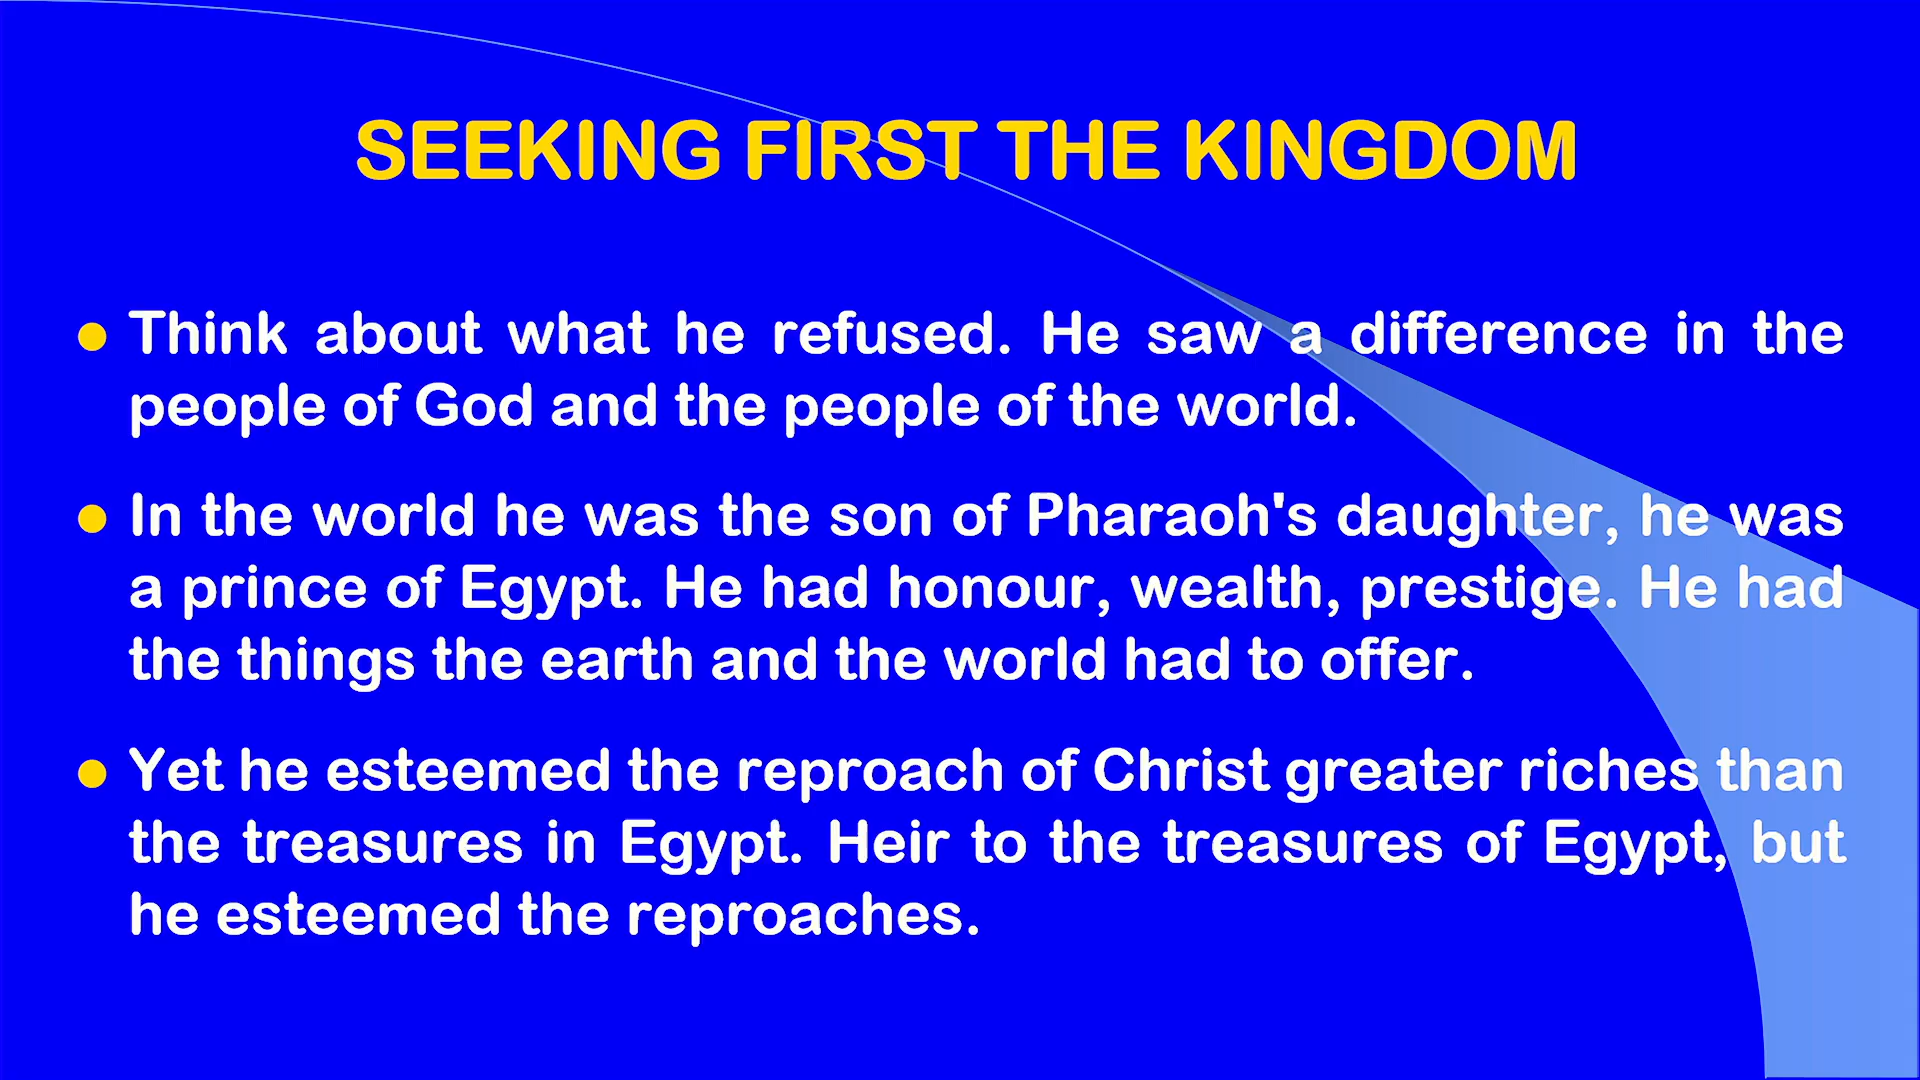 SEEKING FIRST THE KINGDOM
● Think about what he refused. He saw a difference in the
people of God and the people of the world.
● In the world he was the son of Pharaoh's daughter, he was
a prince of Egypt. He had honour, wealth, prestige. He had
the things the earth and the world had to offer.
● Yet he esteemed the reproach of Christ greater riches than
the treasures in Egypt. Heir to the treasures of Egypt, but
he esteemed the reproaches.